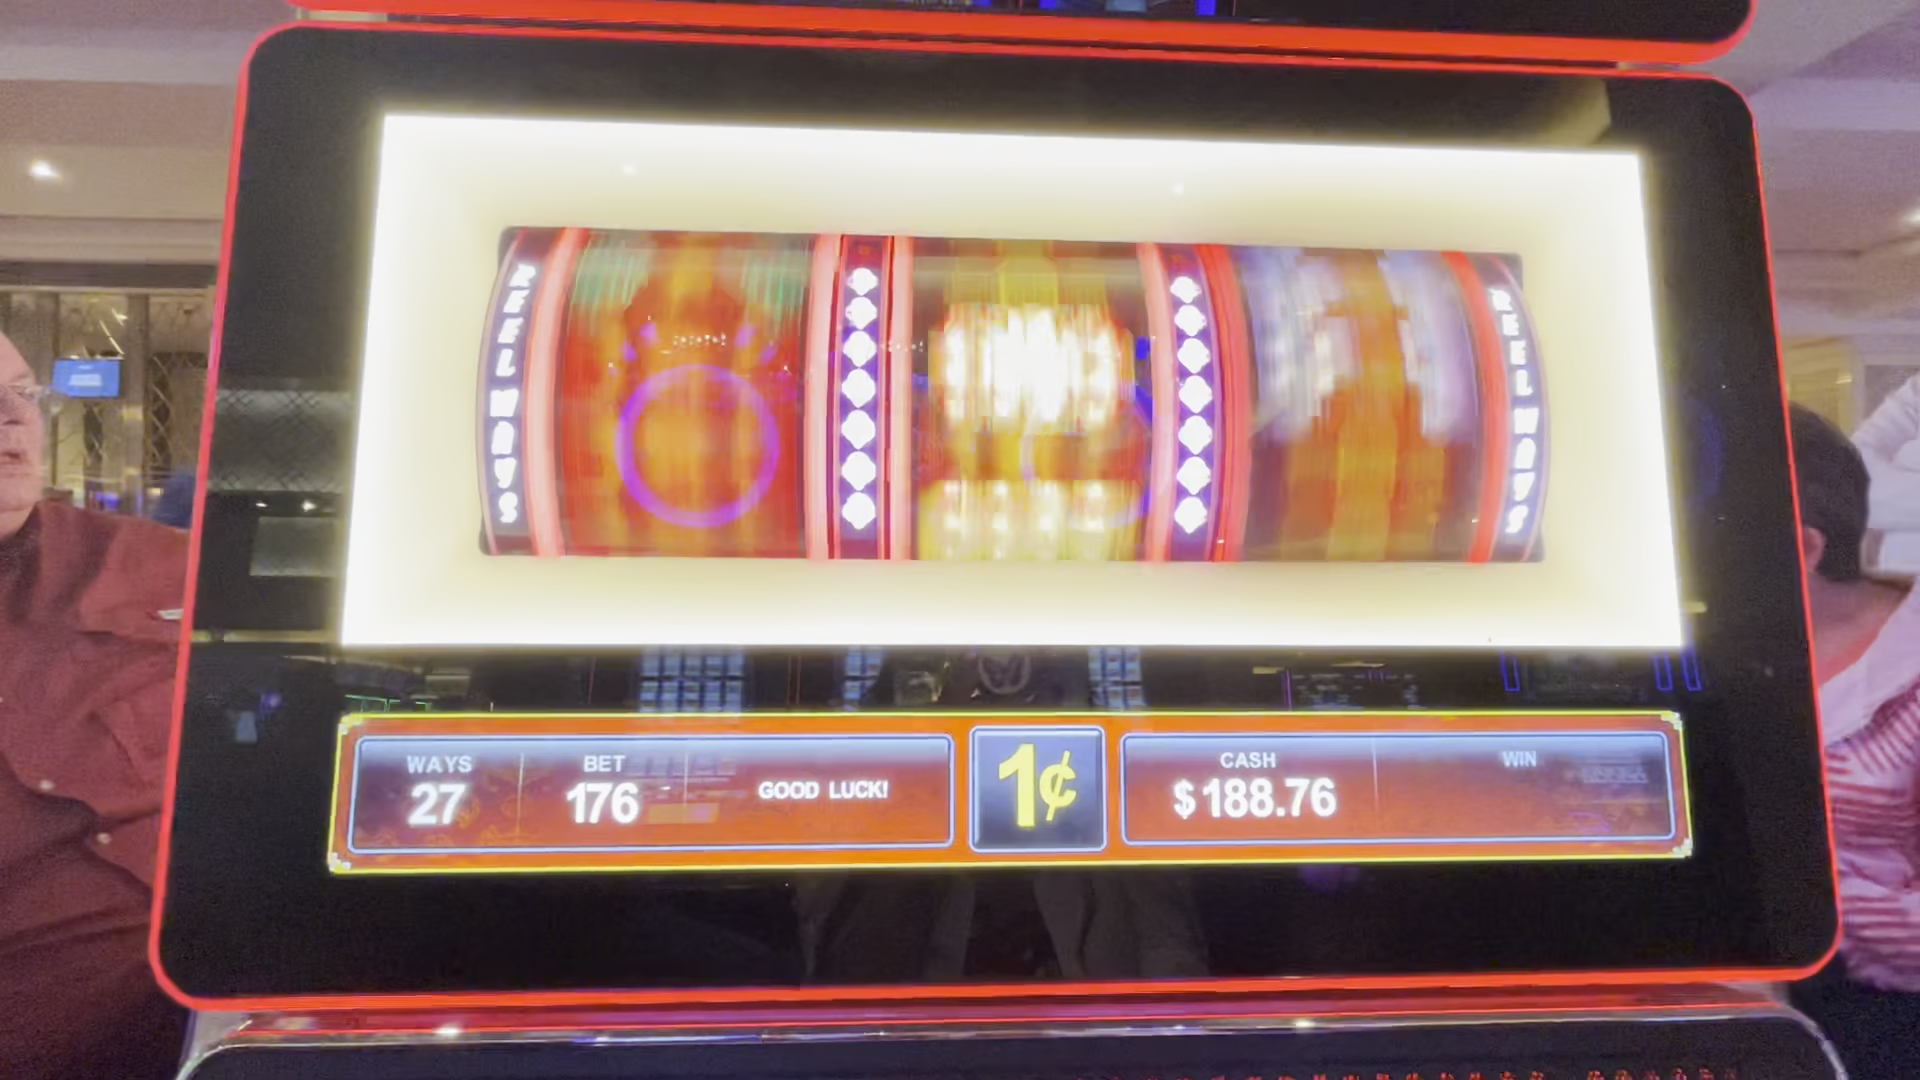 REEL WAYS
REEL WAYS
WAYS
27
BET
176
GOOD LUCK!
1¢
CASH
$188.76
WIN